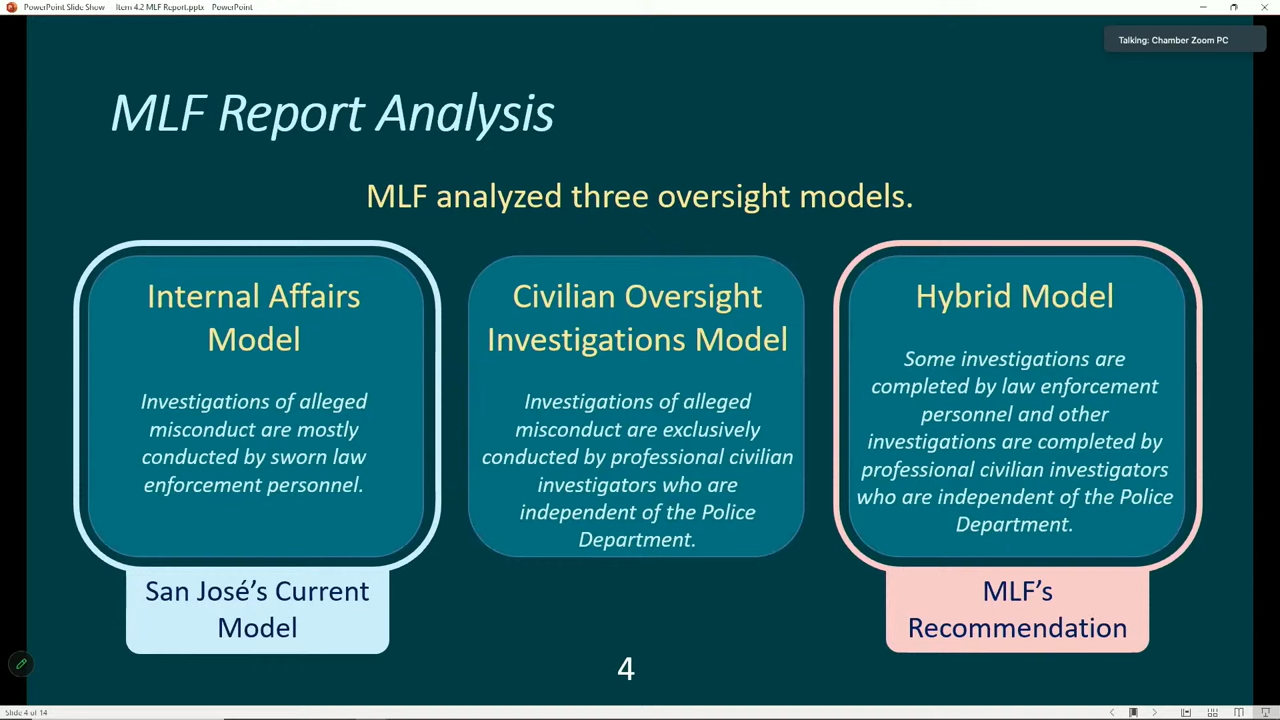 PowerPoint Slide Show - Item 4.2 MLF Report.pptx - PowerPoint
Talking: Chamber Zoom PC
MLF Report Analysis
MLF analyzed three oversight models.
Internal Affairs
Model
Investigations of alleged
misconduct are mostly
conducted by sworn law
enforcement personnel.
San José’s Current
Model
Civilian Oversight
Investigations Model
Investigations of alleged
misconduct are exclusively
conducted by professional civilian
investigators who are
independent of the Police
Department.
Hybrid Model
Some investigations are
completed by law enforcement
personnel and other
investigations are completed by
professional civilian investigators
who are independent of the Police
Department.
MLF’s
Recommendation
4
Slide 4 of 14